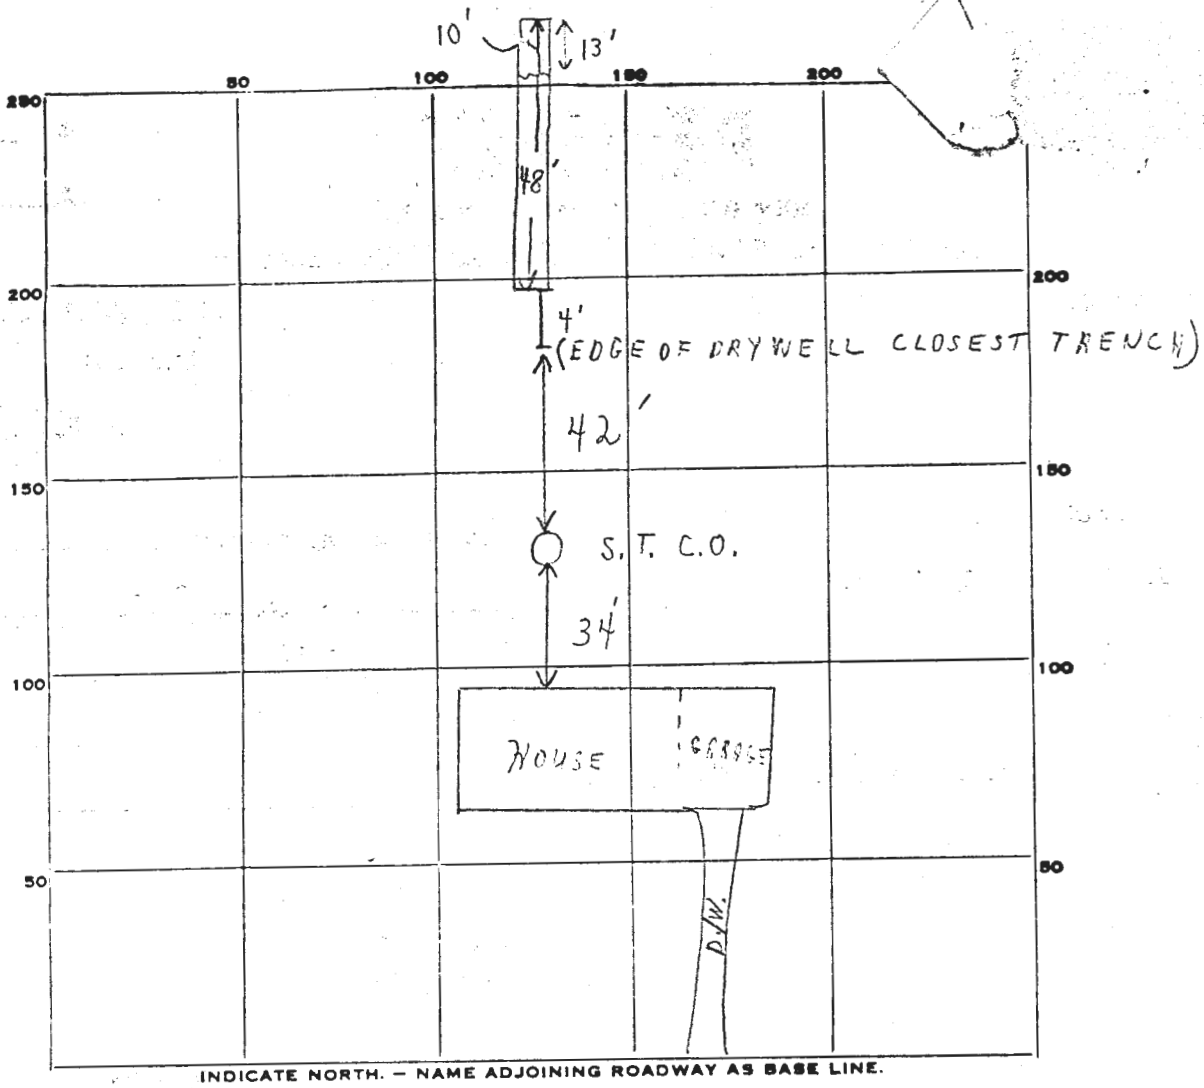 10' 13'
50 100 150 200
250
48'
200 200
4'
(EDGE OF DRYWELL CLOSEST TRENCH)
42'
150 150
S.T. C.O.
34'
100 100
HOUSE GARAGE
50 50
D/W.
INDICATE NORTH. — NAME ADJOINING ROADWAY AS BASE LINE.